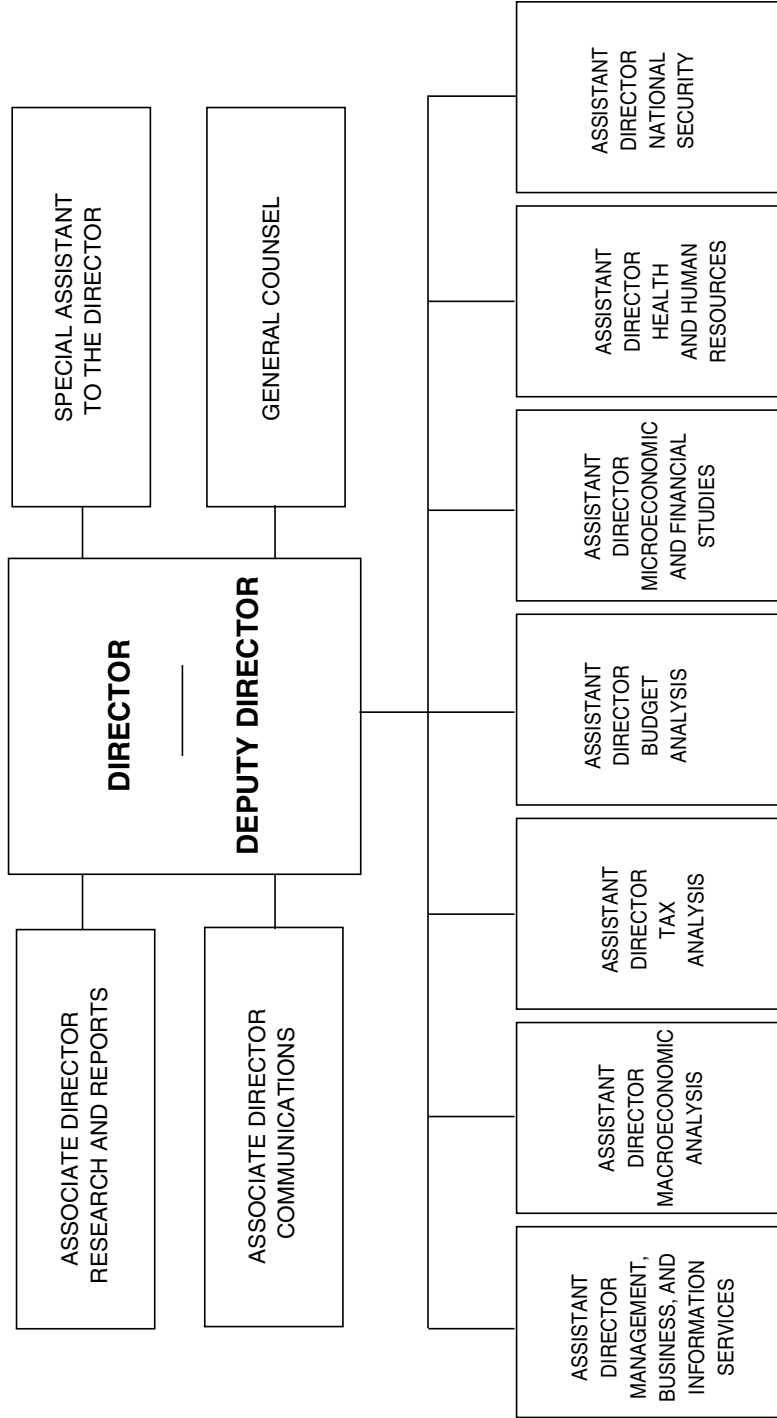 ASSOCIATE DIRECTOR
RESEARCH AND REPORTS
ASSOCIATE DIRECTOR
COMMUNICATIONS
DIRECTOR
DEPUTY DIRECTOR
SPECIAL ASSISTANT
TO THE DIRECTOR
GENERAL COUNSEL
ASSISTANT
DIRECTOR
MANAGEMENT,
BUSINESS, AND
INFORMATION
SERVICES
ASSISTANT
DIRECTOR
MACROECONOMIC
ANALYSIS
ASSISTANT
DIRECTOR
TAX
ANALYSIS
ASSISTANT
DIRECTOR
BUDGET
ANALYSIS
ASSISTANT
DIRECTOR
MICROECONOMIC
AND FINANCIAL
STUDIES
ASSISTANT
DIRECTOR
HEALTH
AND HUMAN
RESOURCES
ASSISTANT
DIRECTOR
NATIONAL
SECURITY